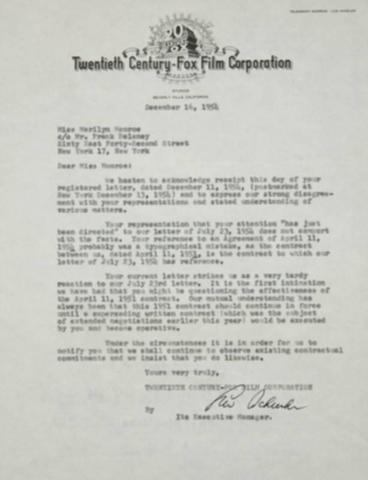 20
Twentieth Century-Fox Film Corporation
STUDIOS
BEVERLY HILLS, CALIFORNIA
December 14, 1954
Miss Marilyn Monroe
c/o Mr. Frank Delaney
Sixty East Forty-Second Street
New York 17, New York
Dear Miss Monroe:
We hasten to acknowledge receipt this day of your
registered letter, dated December 11, 1954, (postmarked at
New York December 13, 1954) and to express our strong disagree-
ment with your representations and stated understanding of
various matters.
Your representation that your attention "has just
been directed" to our letter of July 23, 1954 does not comport
with the facts. Your reference to an Agreement of April 11,
1954 probably was a typographical mistake, as the contract
between us, dated April 11, 1951, is the contract to which our
letter of July 23, 1954 has reference.
Your current letter strikes us as a very tardy
reaction to our July 23rd letter. It is the first intimation
we have had that you might be questioning the effectiveness
of the April 11, 1951 contract. Our mutual understanding has
always been that this 1951 contract should continue in force
until a superseding written contract (which was the subject
of extended negotiations earlier this year) would be executed
by you and become operative.
Under the circumstances it is in order for us to
notify you that we shall continue to observe existing contractual
commitments and we insist that you do likewise.
Yours very truly,
TWENTIETH CENTURY-FOX FILM CORPORATION
By
Its Executive Manager.